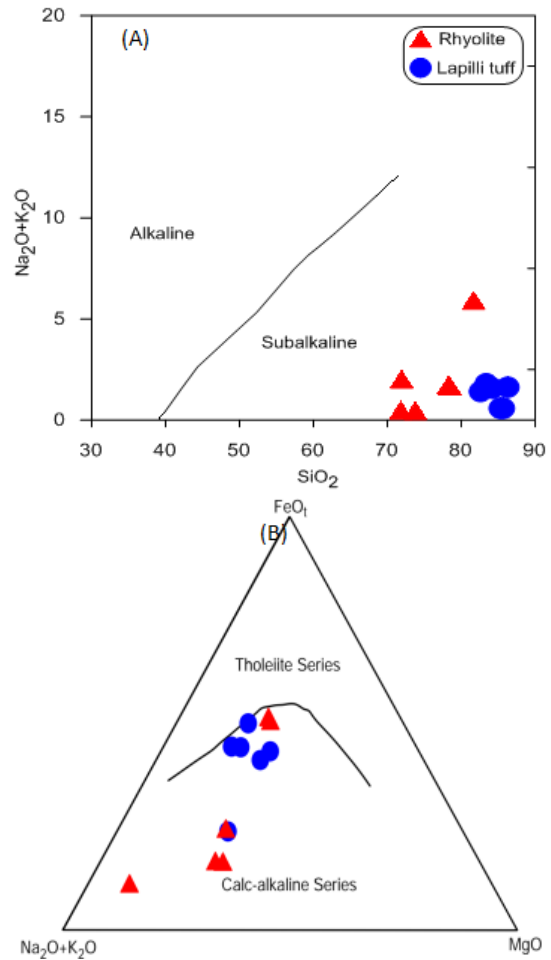 20
(A)
Rhyolite
Lapilli tuff
15
Na₂O+K₂O
10
Alkaline
5
Subalkaline
0
30 40 50 60 70 80 90
SiO₂
FeOₜ
(B)
Tholeiite Series
Calc-alkaline Series
Na₂O+K₂O
MgO